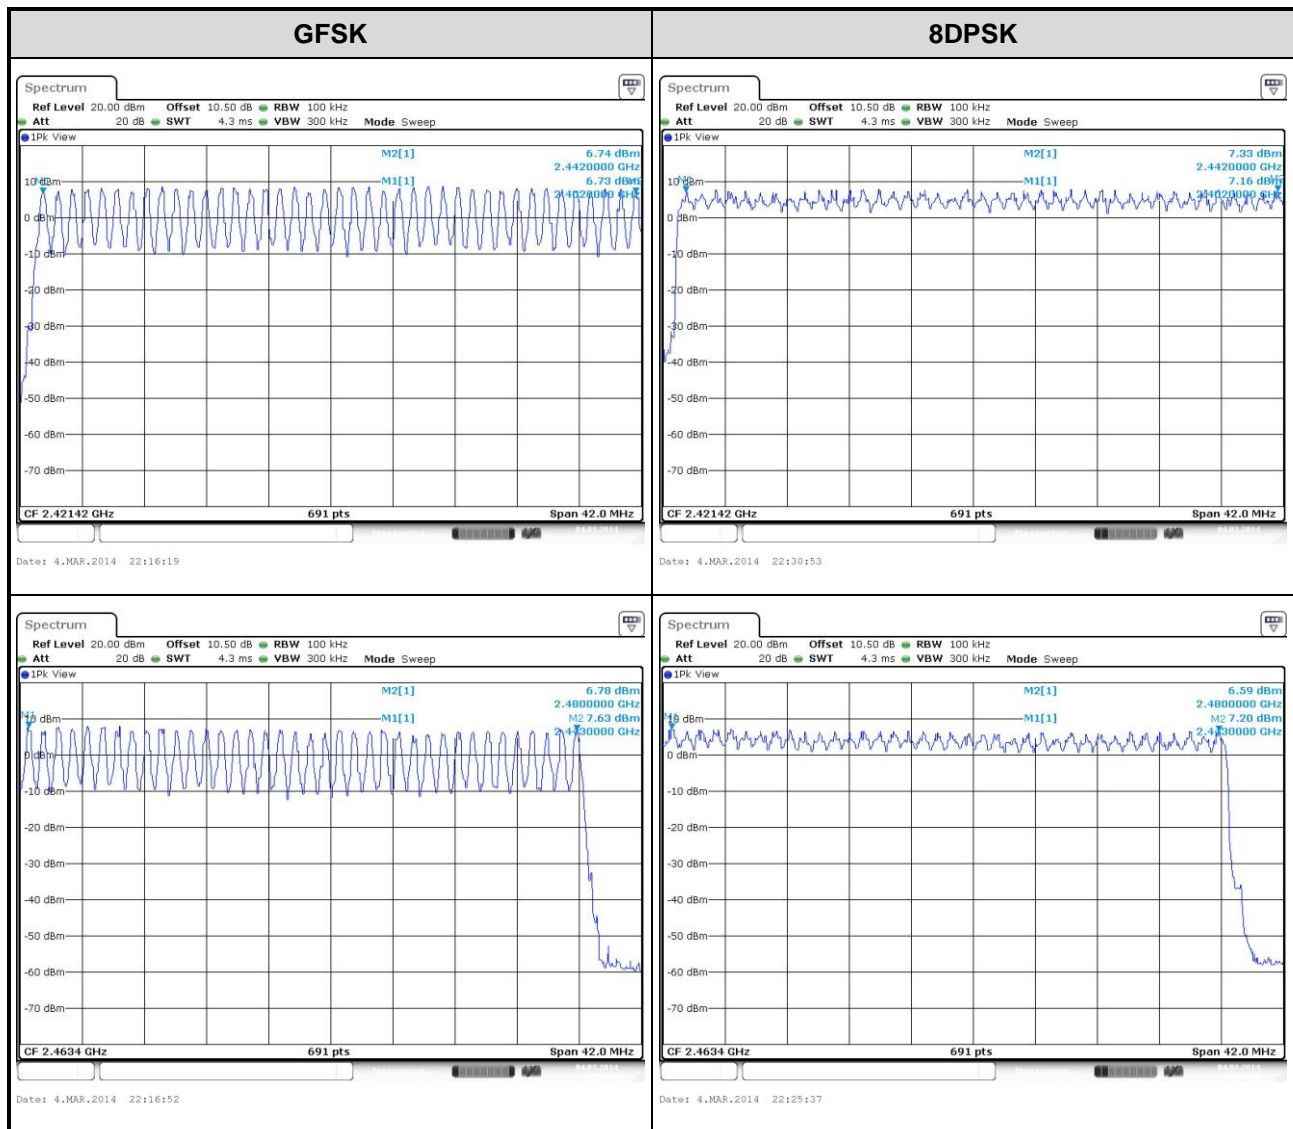 GFSK
8DPSK
Spectrum
Ref Level 20.00 dBm Offset 10.50 dB RBW 100 kHz
Att 20 dB SWT 4.3 ms VBW 300 kHz Mode Sweep
1Pk View
M2[1] 6.74 dBm
2.4420000 GHz
10 dBm M1[1] 6.73 dBm
0 dBm
-10 dBm
-20 dBm
-30 dBm
-40 dBm
-50 dBm
-60 dBm
-70 dBm
CF 2.42142 GHz 691 pts Span 42.0 MHz
Date: 4.MAR.2014 22:16:19
Spectrum
Ref Level 20.00 dBm Offset 10.50 dB RBW 100 kHz
Att 20 dB SWT 4.3 ms VBW 300 kHz Mode Sweep
1Pk View
M2[1] 7.33 dBm
2.4420000 GHz
10 dBm M1[1] 7.16 dBm
0 dBm
-10 dBm
-20 dBm
-30 dBm
-40 dBm
-50 dBm
-60 dBm
-70 dBm
CF 2.42142 GHz 691 pts Span 42.0 MHz
Date: 4.MAR.2014 22:30:53
Spectrum
Ref Level 20.00 dBm Offset 10.50 dB RBW 100 kHz
Att 20 dB SWT 4.3 ms VBW 300 kHz Mode Sweep
1Pk View
M2[1] 6.78 dBm
2.4800000 GHz
M1
10 dBm M1[1] M2 7.63 dBm
0 dBm
-10 dBm
-20 dBm
-30 dBm
-40 dBm
-50 dBm
-60 dBm
-70 dBm
CF 2.4634 GHz 691 pts Span 42.0 MHz
Date: 4.MAR.2014 22:16:52
Spectrum
Ref Level 20.00 dBm Offset 10.50 dB RBW 100 kHz
Att 20 dB SWT 4.3 ms VBW 300 kHz Mode Sweep
1Pk View
M2[1] 6.59 dBm
2.4800000 GHz
10 dBm M1[1] M2 7.20 dBm
0 dBm
-10 dBm
-20 dBm
-30 dBm
-40 dBm
-50 dBm
-60 dBm
-70 dBm
CF 2.4634 GHz 691 pts Span 42.0 MHz
Date: 4.MAR.2014 22:25:37